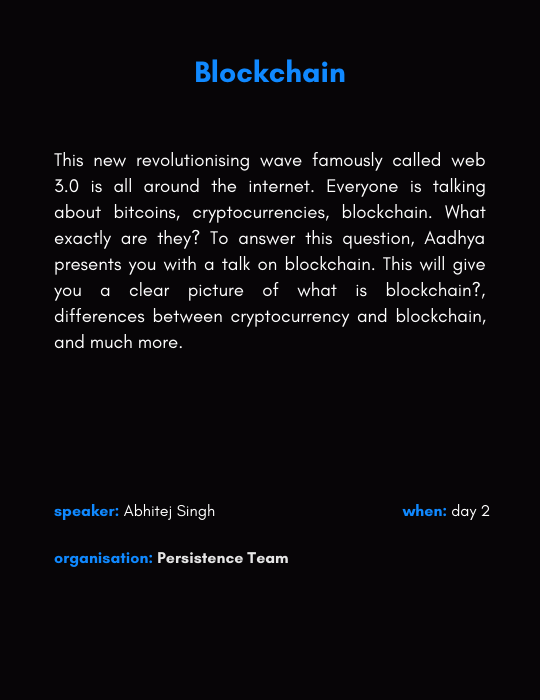 Blockchain
This new revolutionising wave famously called web
3.0 is all around the internet. Everyone is talking
about bitcoins, cryptocurrencies, blockchain. What
exactly are they? To answer this question, Aadhya
presents you with a talk on blockchain. This will give
you a clear picture of what is blockchain?,
differences between cryptocurrency and blockchain,
and much more.
speaker: Abhitej Singh when: day 2
organisation: Persistence Team